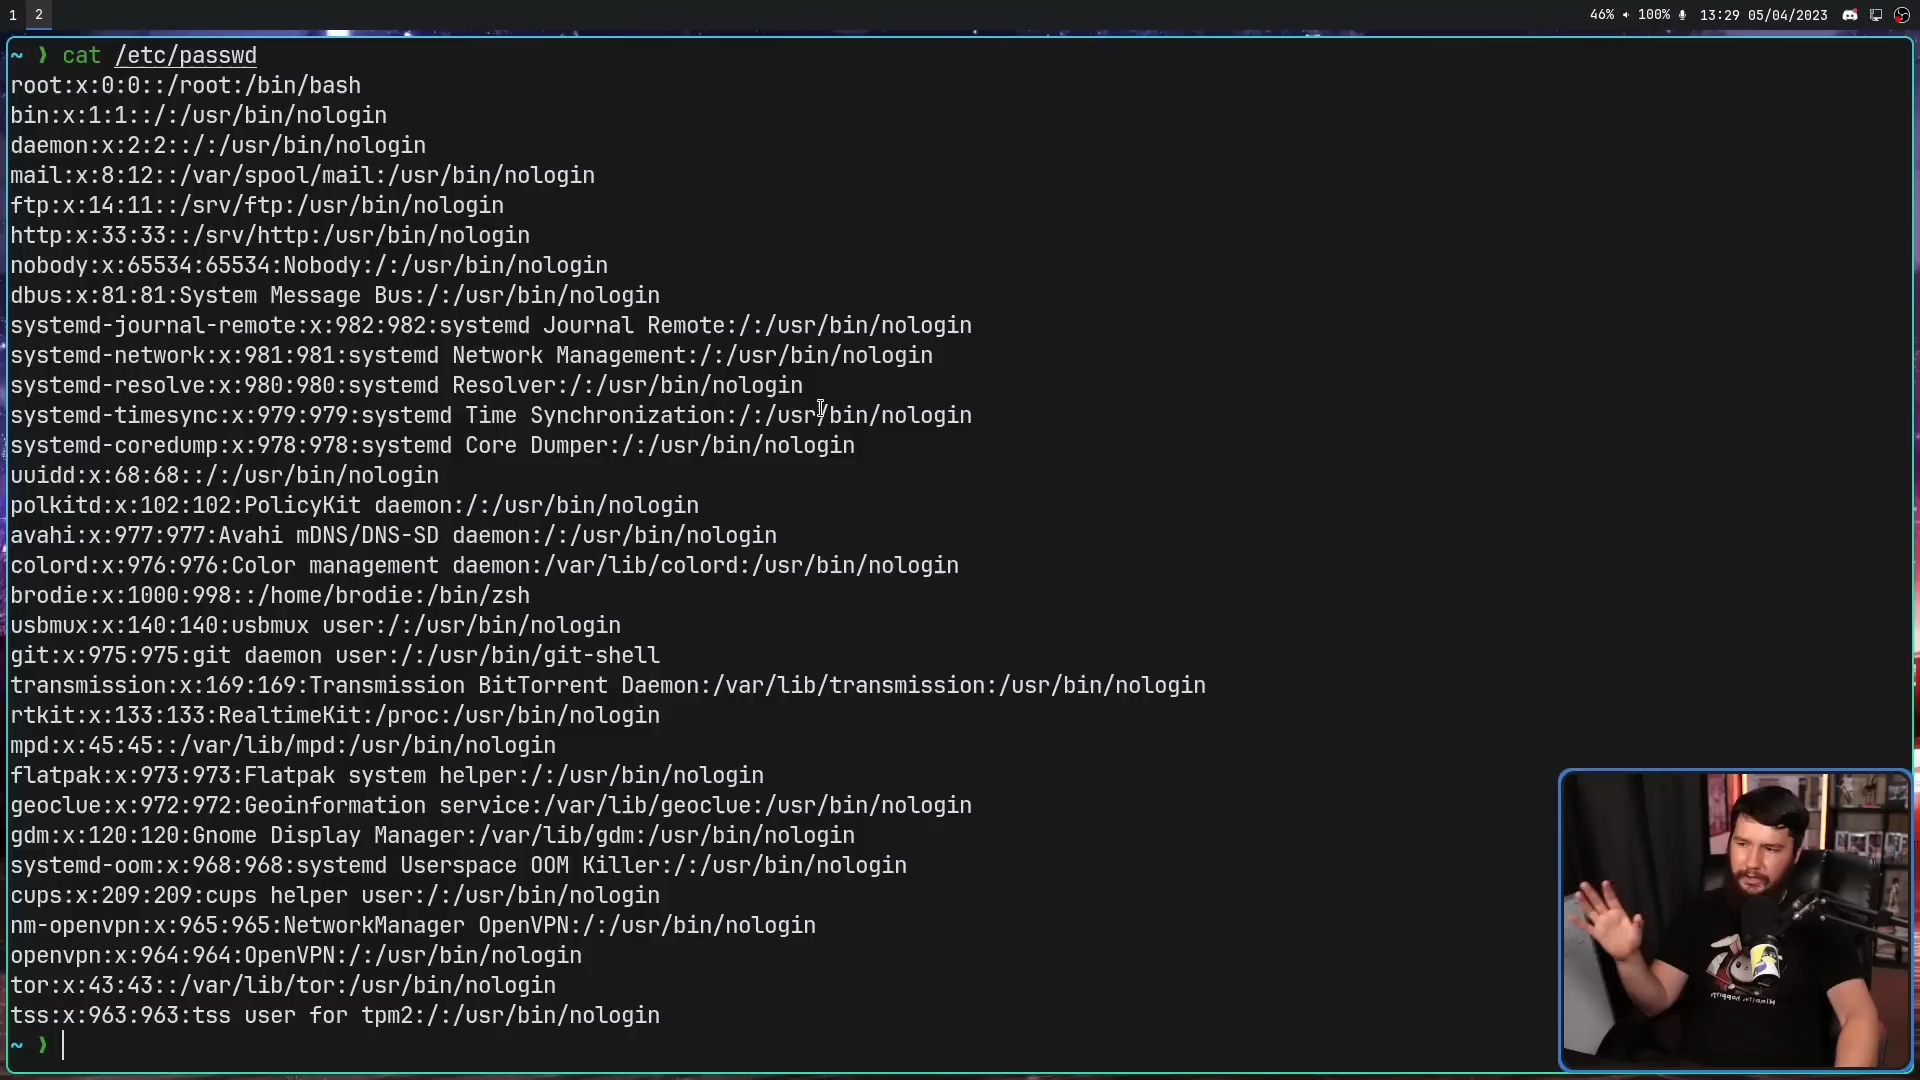 1 2 46% 100% 13:29 05/04/2023
~ ❯ cat /etc/passwd
root:x:0:0::/root:/bin/bash
bin:x:1:1::/:/usr/bin/nologin
daemon:x:2:2::/:/usr/bin/nologin
mail:x:8:12::/var/spool/mail:/usr/bin/nologin
ftp:x:14:11::/srv/ftp:/usr/bin/nologin
http:x:33:33::/srv/http:/usr/bin/nologin
nobody:x:65534:65534:Nobody:/:/usr/bin/nologin
dbus:x:81:81:System Message Bus:/:/usr/bin/nologin
systemd-journal-remote:x:982:982:systemd Journal Remote:/:/usr/bin/nologin
systemd-network:x:981:981:systemd Network Management:/:/usr/bin/nologin
systemd-resolve:x:980:980:systemd Resolver:/:/usr/bin/nologin
systemd-timesync:x:979:979:systemd Time Synchronization:/:/usr/bin/nologin
systemd-coredump:x:978:978:systemd Core Dumper:/:/usr/bin/nologin
uuidd:x:68:68::/:/usr/bin/nologin
polkitd:x:102:102:PolicyKit daemon:/:/usr/bin/nologin
avahi:x:977:977:Avahi mDNS/DNS-SD daemon:/:/usr/bin/nologin
colord:x:976:976:Color management daemon:/var/lib/colord:/usr/bin/nologin
brodie:x:1000:998::/home/brodie:/bin/zsh
usbmux:x:140:140:usbmux user:/:/usr/bin/nologin
git:x:975:975:git daemon user:/:/usr/bin/git-shell
transmission:x:169:169:Transmission BitTorrent Daemon:/var/lib/transmission:/usr/bin/nologin
rtkit:x:133:133:RealtimeKit:/proc:/usr/bin/nologin
mpd:x:45:45::/var/lib/mpd:/usr/bin/nologin
flatpak:x:973:973:Flatpak system helper:/:/usr/bin/nologin
geoclue:x:972:972:Geoinformation service:/var/lib/geoclue:/usr/bin/nologin
gdm:x:120:120:Gnome Display Manager:/var/lib/gdm:/usr/bin/nologin
systemd-oom:x:968:968:systemd Userspace OOM Killer:/:/usr/bin/nologin
cups:x:209:209:cups helper user:/:/usr/bin/nologin
nm-openvpn:x:965:965:NetworkManager OpenVPN:/:/usr/bin/nologin
openvpn:x:964:964:OpenVPN:/:/usr/bin/nologin
tor:x:43:43::/var/lib/tor:/usr/bin/nologin
tss:x:963:963:tss user for tpm2:/:/usr/bin/nologin
~ ❯